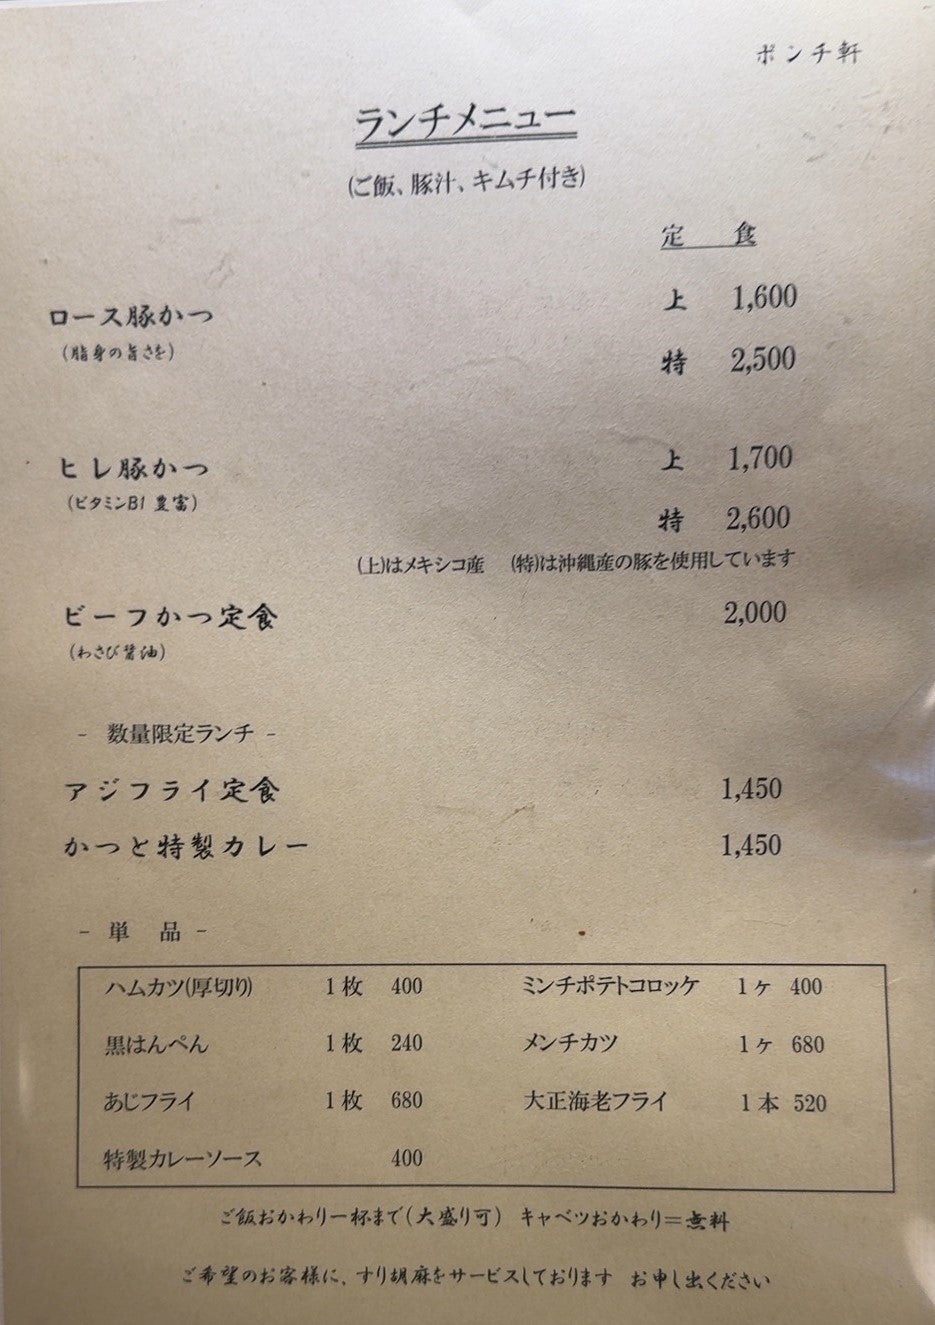 ポンチ軒
ランチメニュー
(ご飯、豚汁、キムチ付き)
定　食
ロース豚かつ　上　1,600
(脂身の旨さを)
特　2,500
ヒレ豚かつ　上　1,700
(ビタミンB1 豊富)
特　2,600
(上)はメキシコ産　(特)は沖縄産の豚を使用しています
ビーフかつ定食　2,000
(わさび醤油)
- 数量限定ランチ -
アジフライ定食　1,450
かつと特製カレー　1,450
- 単　品 -
ハムカツ(厚切り)　1枚　400　ミンチポテトコロッケ　1ヶ　400
黒はんぺん　1枚　240　メンチカツ　1ヶ　680
あじフライ　1枚　680　大正海老フライ　1本　520
特製カレーソース　400
ご飯おかわり一杯まで(大盛り可)　キャベツおかわり=無料
ご希望のお客様に、すり胡麻をサービスしております　お申し出ください